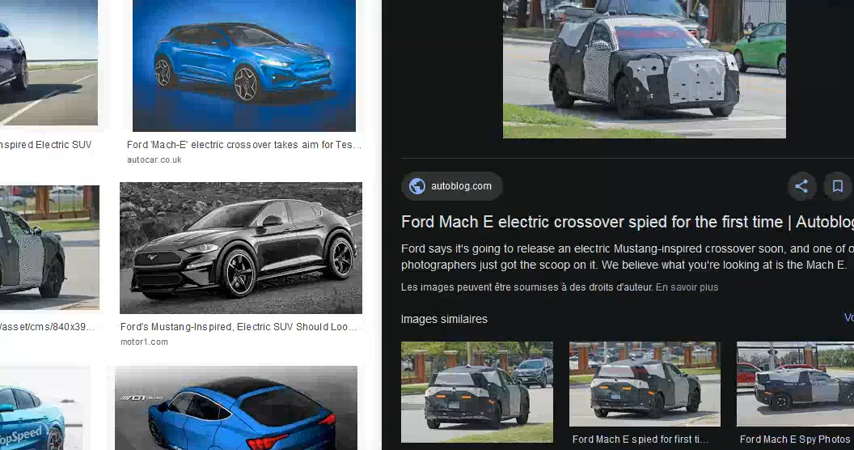 nspired Electric SUV
Ford 'Mach-E' electric crossover takes aim for Tes...
autocar.co.uk
/asset/cms/840x39...
Ford's Mustang-Inspired, Electric SUV Should Loo...
motor1.com
TopSpeed
autoblog.com
Ford Mach E electric crossover spied for the first time | Autoblog
Ford says it's going to release an electric Mustang-inspired crossover soon, and one of o
photographers just got the scoop on it. We believe what you're looking at is the Mach E.
Les images peuvent être soumises à des droits d'auteur. En savoir plus
Images similaires
Vo
Ford Mach E spied for first ti...
Ford Mach E Spy Photos